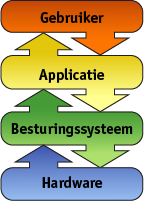 Gebruiker
Applicatie
Besturingssysteem
Hardware